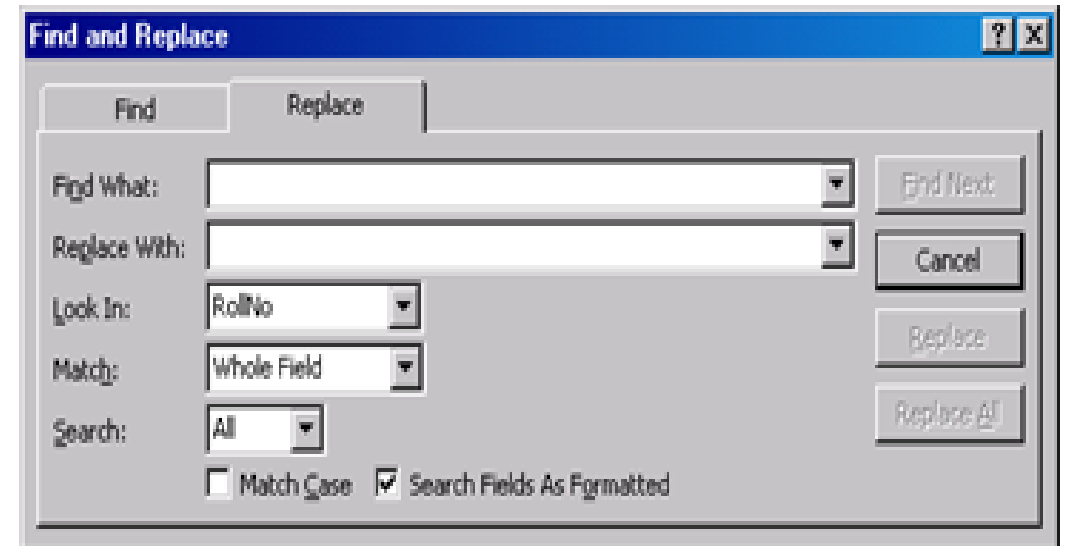 Find and Replace
Find Replace
Find What: Find Next
Replace With: Cancel
Look In: RollNo
Replace
Match: Whole Field
Replace All
Search: All
Match Case Search Fields As Formatted